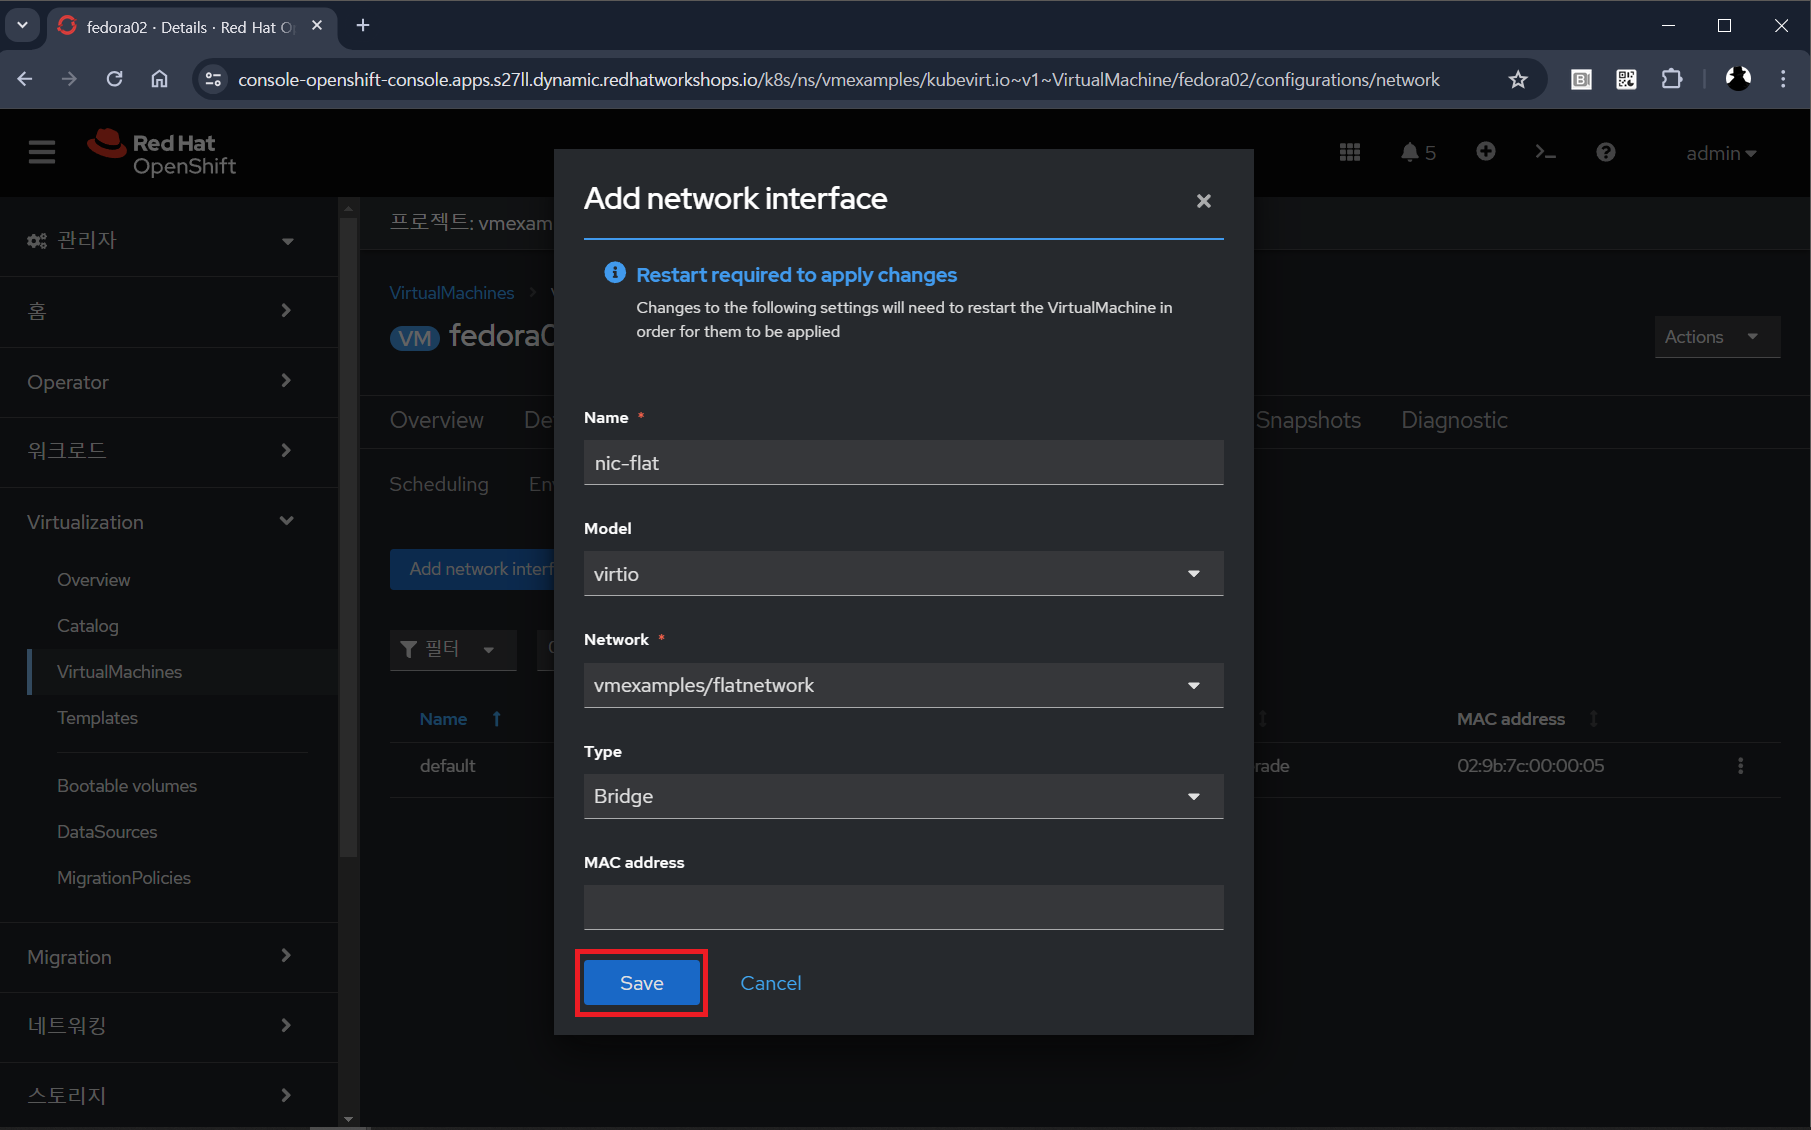 fedora02 · Details · Red Hat O
console-openshift-console.apps.s27ll.dynamic.redhatworkshops.io/k8s/ns/vmexamples/kubevirt.io~v1~VirtualMachine/fedora02/configurations/network
Red Hat
OpenShift
5
admin
관리자
홈
Operator
워크로드
Virtualization
Overview
Catalog
VirtualMachines
Templates
Bootable volumes
DataSources
MigrationPolicies
Migration
네트워킹
스토리지
프로젝트: vmexam
VirtualMachines
VM fedora0
Actions
Overview De Snapshots Diagnostic
Scheduling En
Add network interf
필터
Name MAC address
default rade 02:9b:7c:00:00:05
Add network interface
Restart required to apply changes
Changes to the following settings will need to restart the VirtualMachine in
order for them to be applied
Name *
nic-flat
Model
virtio
Network *
vmexamples/flatnetwork
Type
Bridge
MAC address
Save Cancel